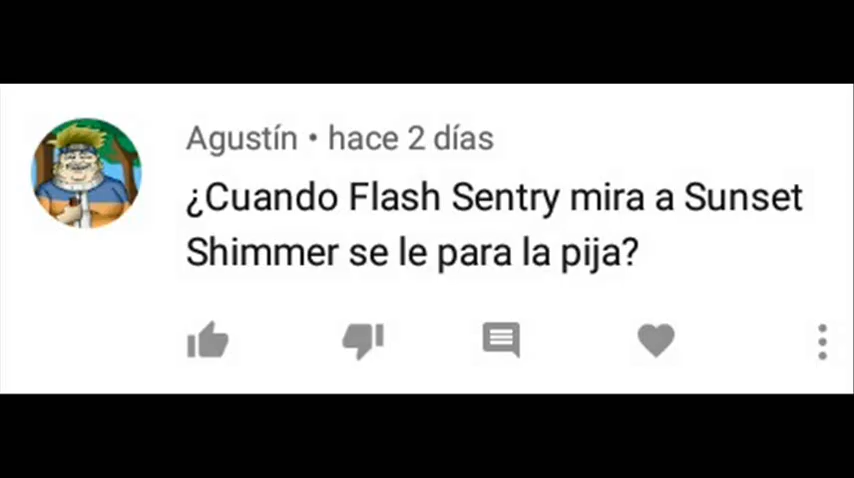 Agustín • hace 2 días
¿Cuando Flash Sentry mira a Sunset
Shimmer se le para la pija?